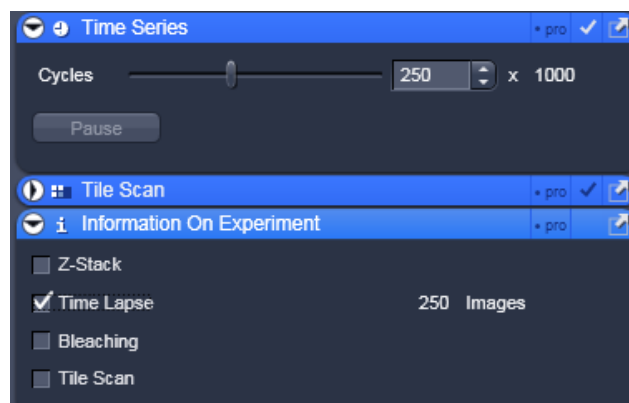 Time Series • pro
Cycles 250 x 1000
Pause
Tile Scan • pro
i Information On Experiment • pro
Z-Stack
Time Lapse 250 Images
Bleaching
Tile Scan